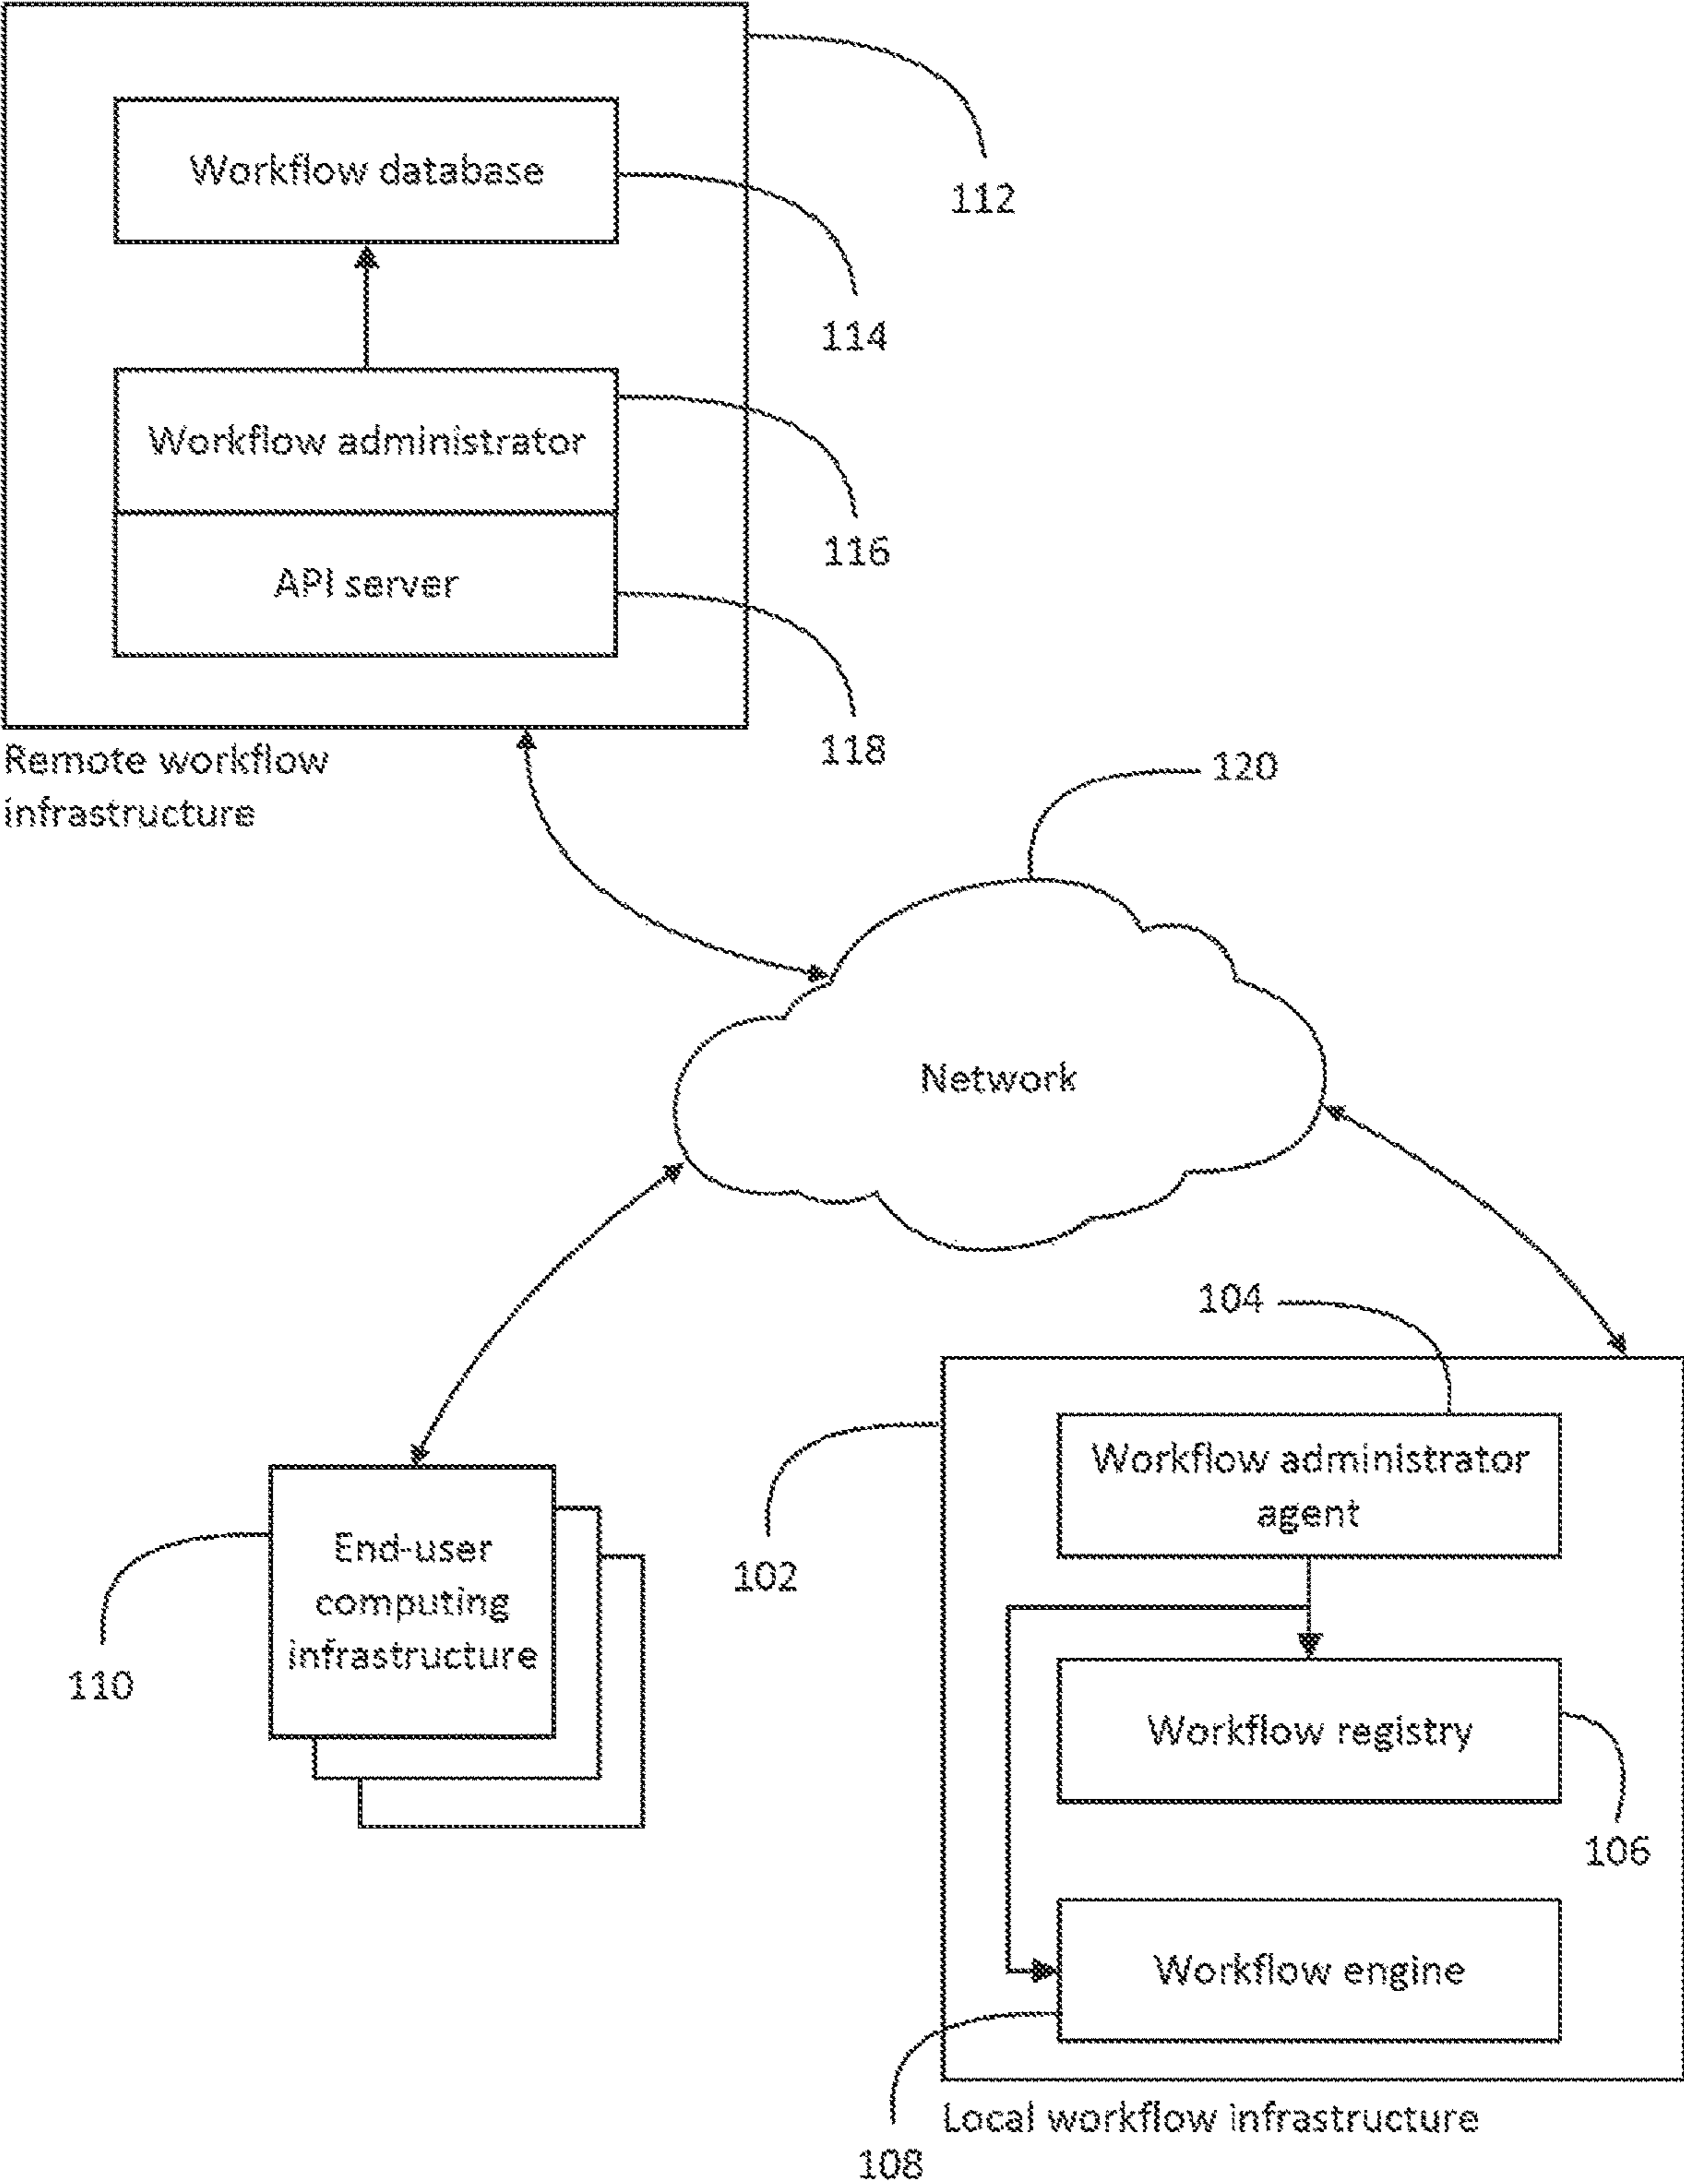 Workflow database
112
114
Workflow administrator
116
API server
118
Remote workflow
infrastructure
120
Network
104
Workflow administrator
agent
102
End-user
computing
infrastructure
110
Workflow registry
106
Workflow engine
108
Local workflow infrastructure